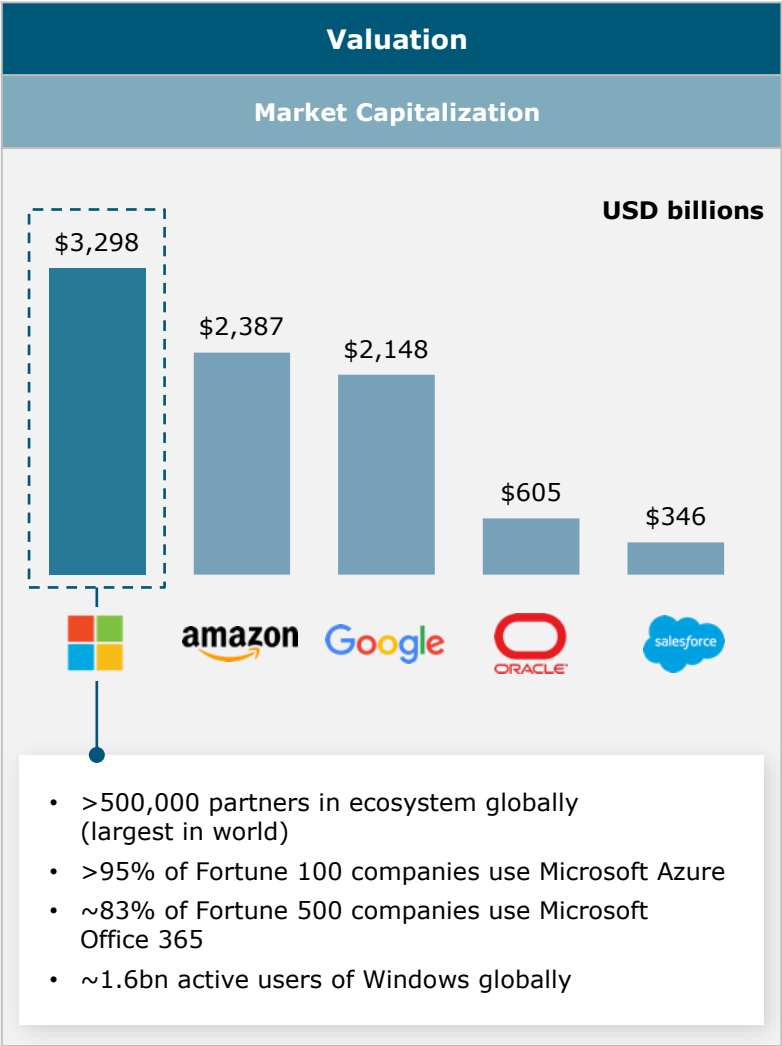 Valuation
Market Capitalization
USD billions
$3,298
$2,387
$2,148
$605
$346
amazon
Google
ORACLE
salesforce
• >500,000 partners in ecosystem globally
(largest in world)
• >95% of Fortune 100 companies use Microsoft Azure
• ~83% of Fortune 500 companies use Microsoft
Office 365
• ~1.6bn active users of Windows globally